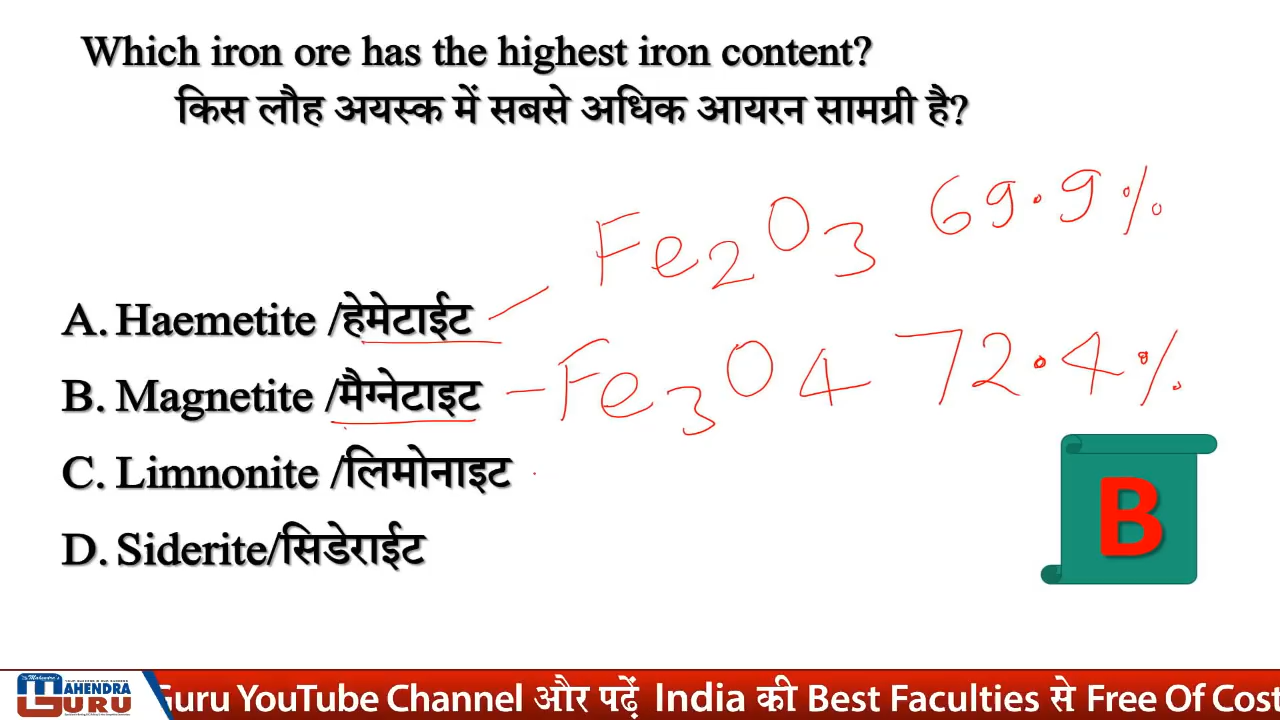 Which iron ore has the highest iron content?
किस लौह अयस्क में सबसे अधिक आयरन सामग्री है?
Fe2O3 69.9%
A. Haemetite /हेमेटाईट
B. Magnetite /मैग्नेटाइट
-Fe3O4 72.4%
C. Limnonite /लिमोनाइट
D. Siderite/सिडेराईट
B
Mahendra's
MAHENDRA
GURU
Guru YouTube Channel और पढ़ें India की Best Faculties से Free Of Cost